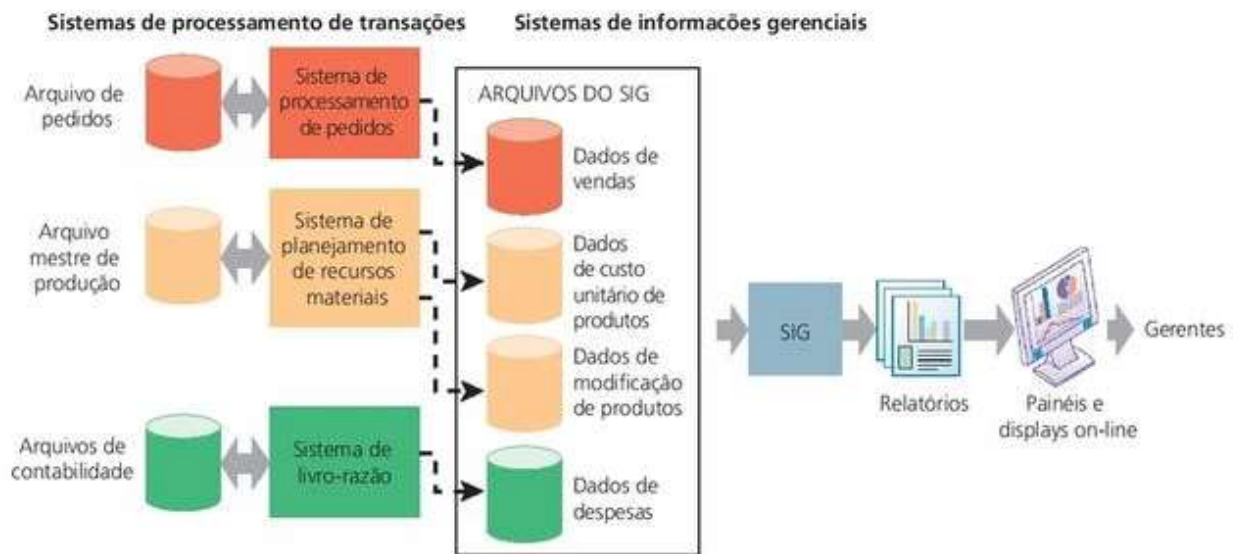 Sistemas de processamento de transações
Sistemas de informacões gerenciais
Arquivo de
pedidos
Sistema de
processamento
de pedidos
ARQUIVOS DO SIG
Dados de
vendas
Arquivo
mestre de
produção
Sistema de
planejamento
de recursos
materiais
Dados
de custo
unitário de
produtos
Dados de
modificação
de produtos
SIG
Relatórios
Painéis e
displays on-line
Gerentes
Arquivos de
contabilidade
Sistema de
livro-razão
Dados de
despesas